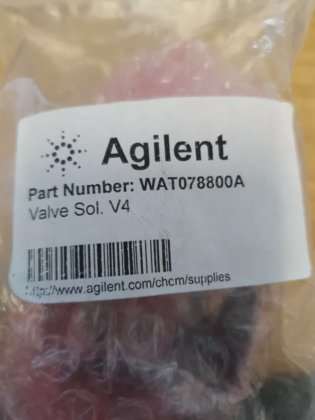 Agilent
Part Number: WAT078800A
Valve Sol. V4
http://www.agilent.com/chcm/supplies